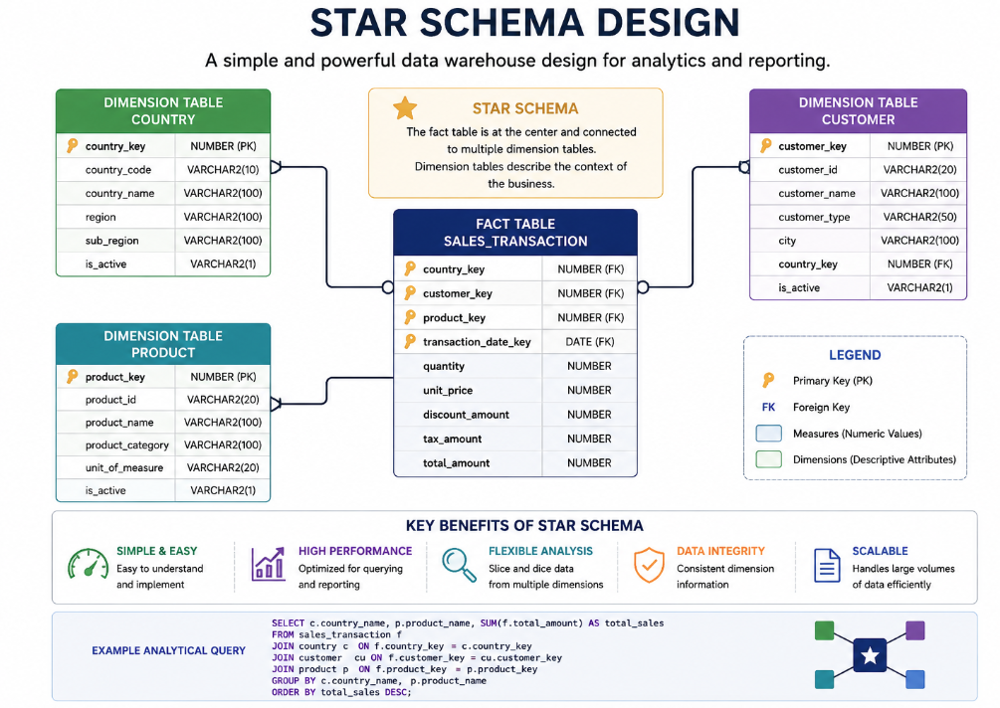 STAR SCHEMA DESIGN
A simple and powerful data warehouse design for analytics and reporting.
DIMENSION TABLE
COUNTRY
country_key NUMBER (PK)
country_code VARCHAR2(10)
country_name VARCHAR2(100)
region VARCHAR2(100)
sub_region VARCHAR2(100)
is_active VARCHAR2(1)
STAR SCHEMA
The fact table is at the center and connected
to multiple dimension tables.
Dimension tables describe the context of
the business.
DIMENSION TABLE
CUSTOMER
customer_key NUMBER (PK)
customer_id VARCHAR2(20)
customer_name VARCHAR2(100)
customer_type VARCHAR2(50)
city VARCHAR2(100)
country_key NUMBER (FK)
is_active VARCHAR2(1)
FACT TABLE
SALES_TRANSACTION
country_key NUMBER (FK)
customer_key NUMBER (FK)
product_key NUMBER (FK)
transaction_date_key DATE (FK)
quantity NUMBER
unit_price NUMBER
discount_amount NUMBER
tax_amount NUMBER
total_amount NUMBER
DIMENSION TABLE
PRODUCT
product_key NUMBER (PK)
product_id VARCHAR2(20)
product_name VARCHAR2(100)
product_category VARCHAR2(100)
unit_of_measure VARCHAR2(20)
is_active VARCHAR2(1)
LEGEND
Primary Key (PK)
FK Foreign Key
Measures (Numeric Values)
Dimensions (Descriptive Attributes)
KEY BENEFITS OF STAR SCHEMA
SIMPLE & EASY
Easy to understand
and implement
HIGH PERFORMANCE
Optimized for querying
and reporting
FLEXIBLE ANALYSIS
Slice and dice data
from multiple dimensions
DATA INTEGRITY
Consistent dimension
information
SCALABLE
Handles large volumes
of data efficiently
EXAMPLE ANALYTICAL QUERY
SELECT c.country_name, p.product_name, SUM(f.total_amount) AS total_sales
FROM sales_transaction f
JOIN country c ON f.country_key = c.country_key
JOIN customer cu ON f.customer_key = cu.customer_key
JOIN product p ON f.product_key = p.product_key
GROUP BY c.country_name, p.product_name
ORDER BY total_sales DESC;